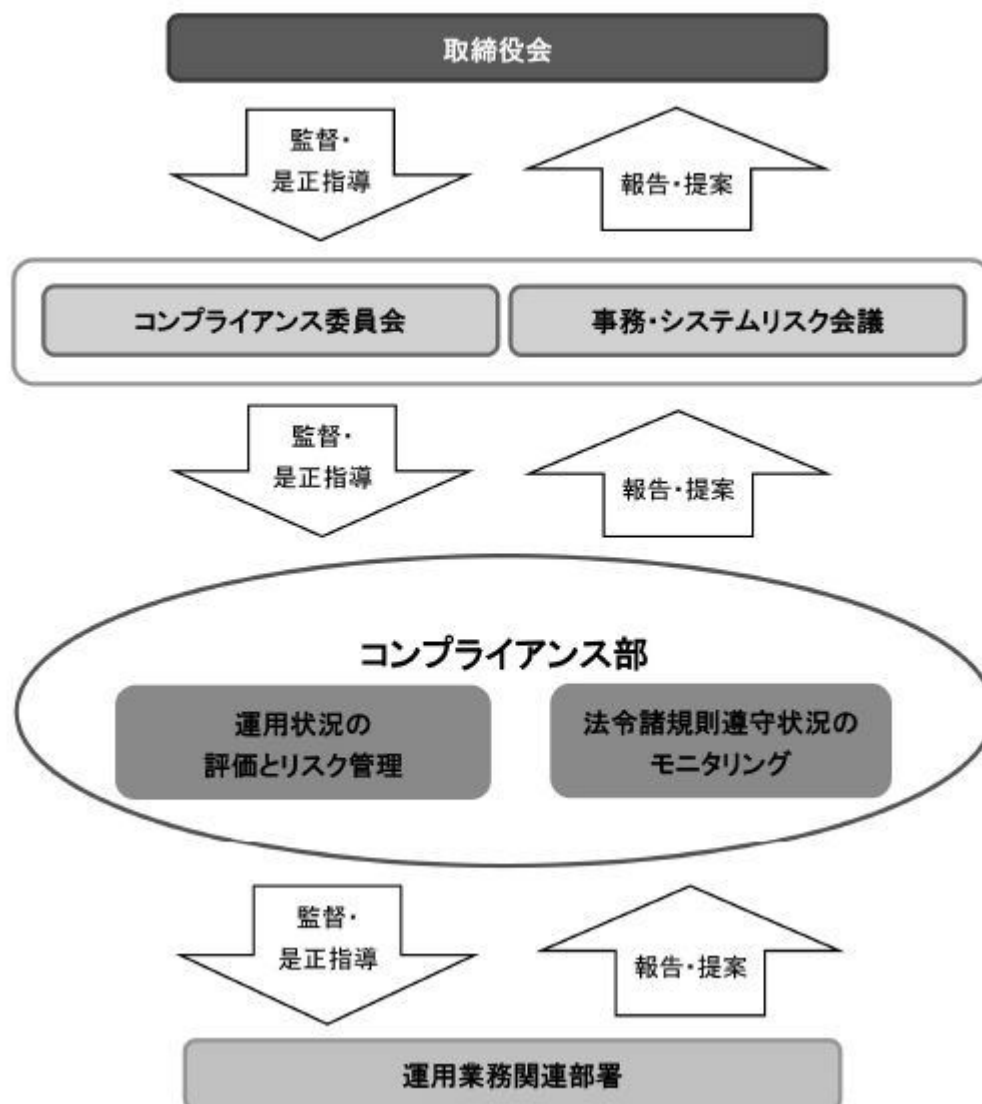 取締役会
監督・
是正指導
報告・提案
コンプライアンス委員会
事務・システムリスク会議
監督・
是正指導
報告・提案
コンプライアンス部
運用状況の
評価とリスク管理
法令諸規則遵守状況の
モニタリング
監督・
是正指導
報告・提案
運用業務関連部署